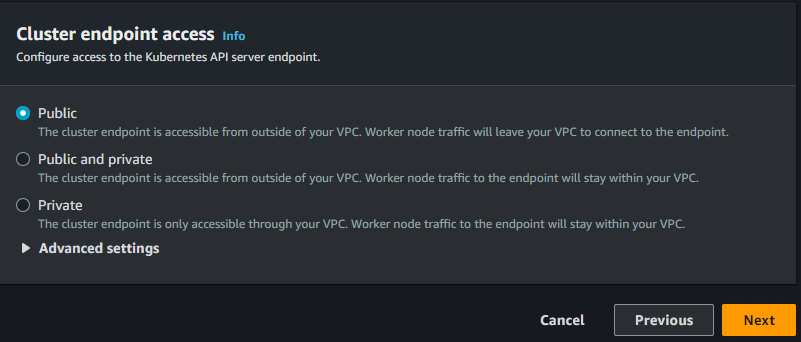 Cluster endpoint access Info
Configure access to the Kubernetes API server endpoint.
Public
The cluster endpoint is accessible from outside of your VPC. Worker node traffic will leave your VPC to connect to the endpoint.
Public and private
The cluster endpoint is accessible from outside of your VPC. Worker node traffic to the endpoint will stay within your VPC.
Private
The cluster endpoint is only accessible through your VPC. Worker node traffic to the endpoint will stay within your VPC.
Advanced settings
Cancel Previous Next